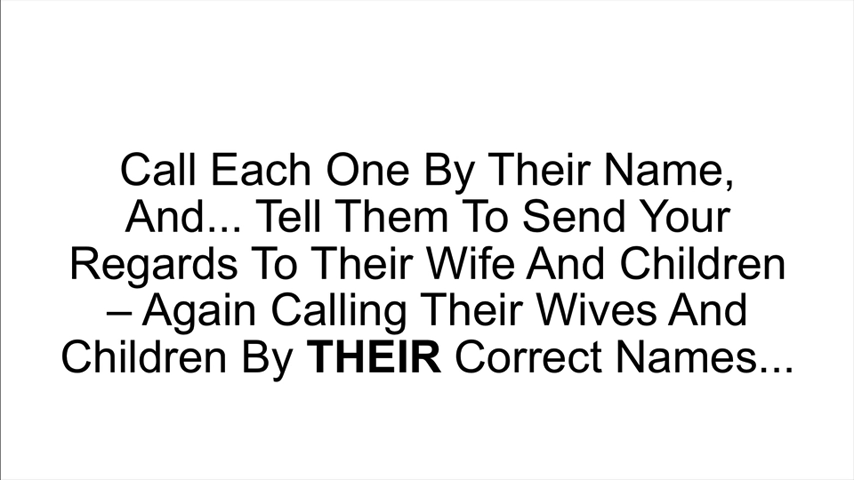 Call Each One By Their Name,
And... Tell Them To Send Your
Regards To Their Wife And Children
– Again Calling Their Wives And
Children By THEIR Correct Names...